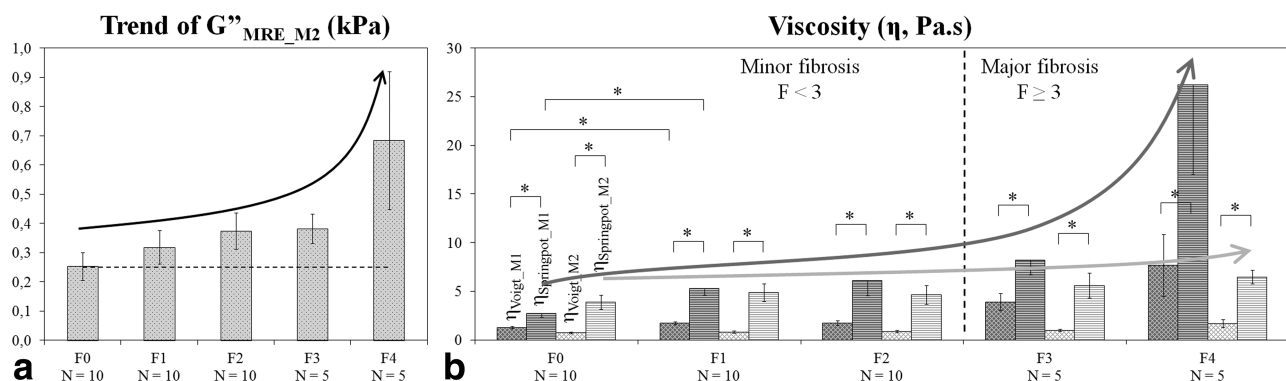 Trend of G”MRE_M2 (kPa)
1,0
0,9
0,8
0,7
0,6
0,5
0,4
0,3
0,2
0,1
0,0
F0 F1 F2 F3 F4
N = 10 N = 10 N = 10 N = 5 N = 5
a
Viscosity (η, Pa.s)
30
25
20
15
10
5
0
Minor fibrosis
F < 3
Major fibrosis
F ≥ 3
*
*
*
*
*
*
*
*
*
*
*
*
ηVoigt_M1
ηSpringpot_M1
ηVoigt_M2
ηSpringpot_M2
F0 F1 F2 F3 F4
N = 10 N = 10 N = 10 N = 5 N = 5
b